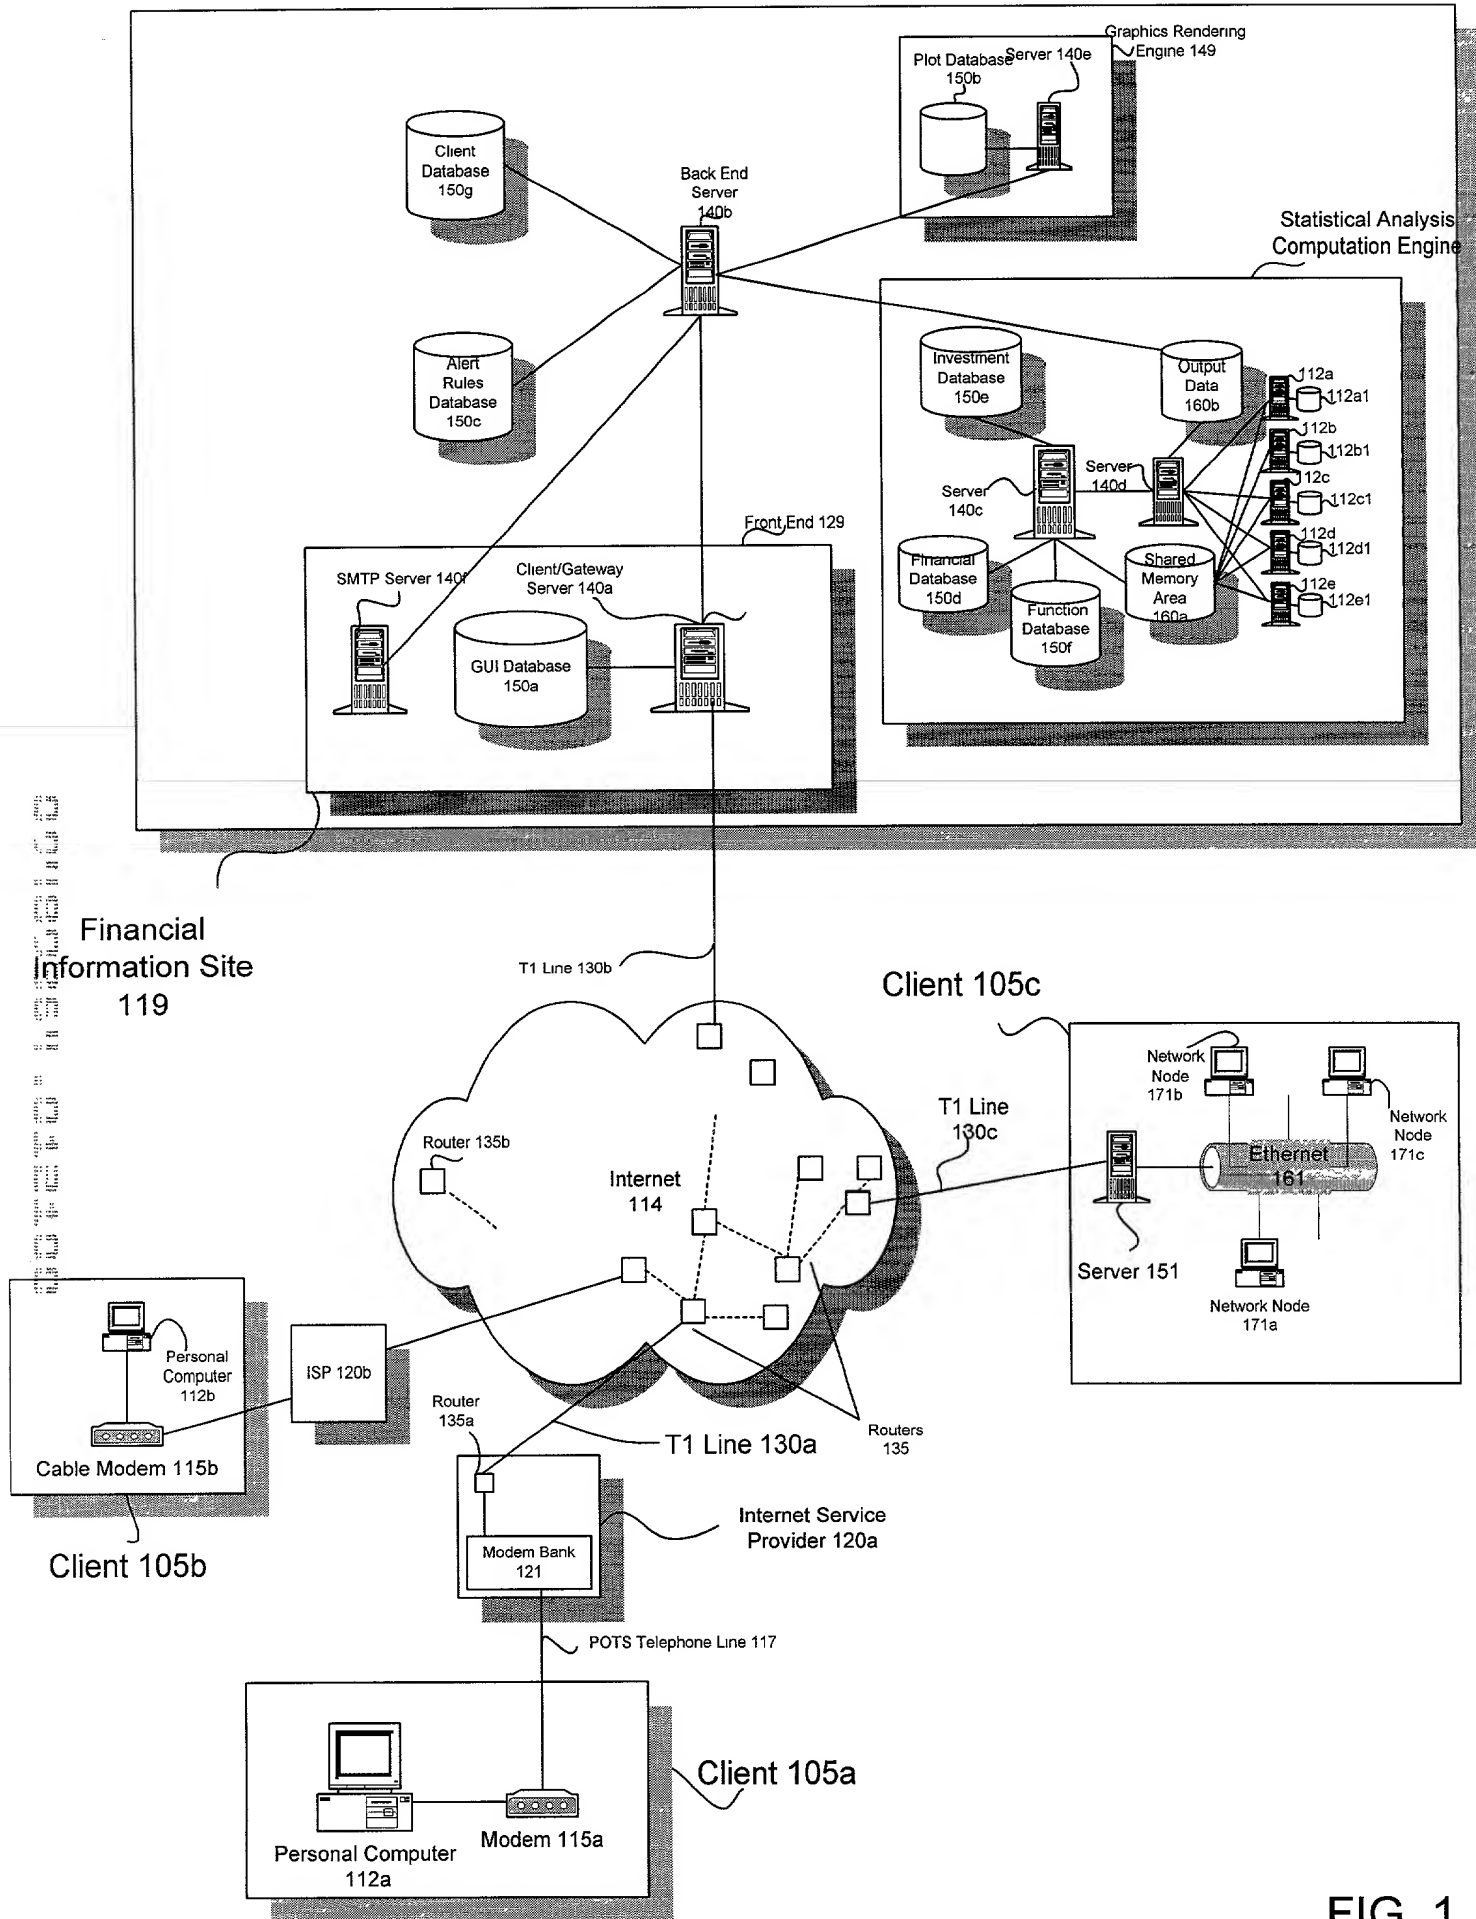 Graphics Rendering
Engine 149
Plot Database
150b
Server 140e
Client
Database
150g
Back End
Server
140b
Statistical Analysis
Computation Engine
Alert
Rules
Database
150c
Investment
Database
150e
Output
Data
160b
112a
112a1
112b
112b1
12c
112c1
112d
112d1
112e
112e1
Server
140c
Server
140d
Financial
Database
150d
Function
Database
150f
Shared
Memory
Area
160a
Front End 129
SMTP Server 140f
Client/Gateway
Server 140a
GUI Database
150a
Financial
Information Site
119
T1 Line 130b
Client 105c
Network
Node
171b
Network
Node
171c
T1 Line
130c
Ethernet
161
Server 151
Network Node
171a
Router 135b
Internet
114
Personal
Computer
112b
Cable Modem 115b
Client 105b
ISP 120b
Router
135a
T1 Line 130a
Routers
135
Internet Service
Provider 120a
Modem Bank
121
POTS Telephone Line 117
Client 105a
Personal Computer
112a
Modem 115a
FIG. 1